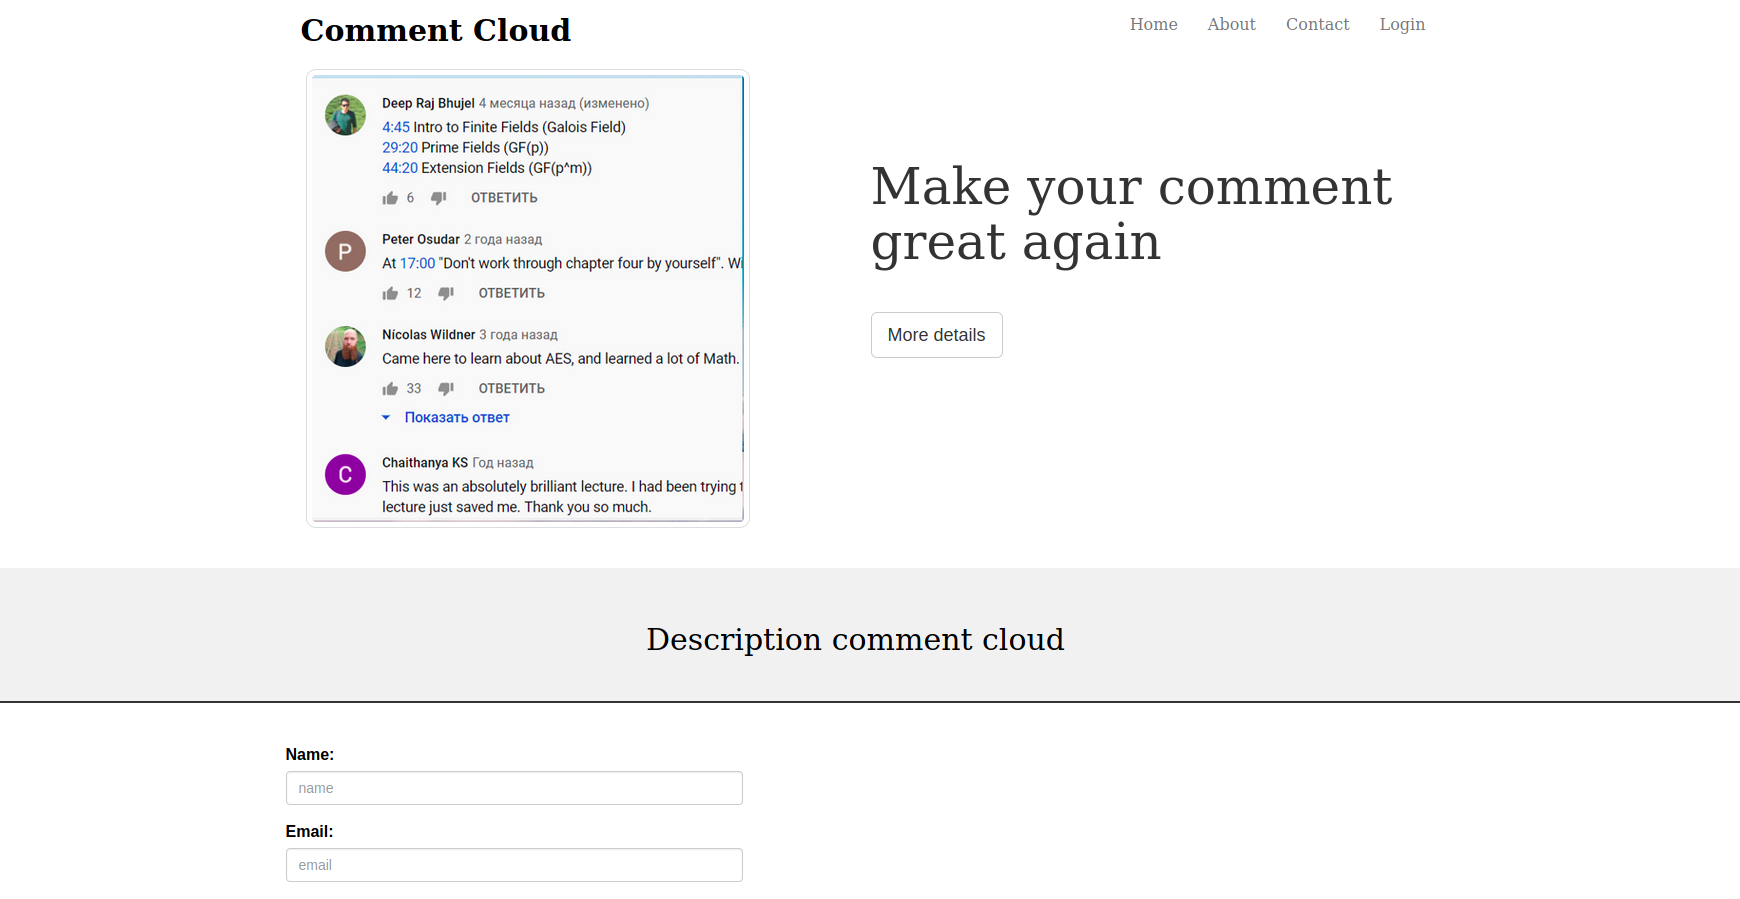 Comment Cloud
Home About Contact Login
Deep Raj Bhujel 4 месяца назад (изменено)
4:45 Intro to Finite Fields (Galois Field)
29:20 Prime Fields (GF(p))
44:20 Extension Fields (GF(p^m))
6 ОТВЕТИТЬ
P
Peter Osudar 2 года назад
At 17:00 "Don't work through chapter four by yourself". Wi
12 ОТВЕТИТЬ
Nícolas Wildner 3 года назад
Came here to learn about AES, and learned a lot of Math.
33 ОТВЕТИТЬ
Показать ответ
C
Chaithanya KS Год назад
This was an absolutely brilliant lecture. I had been trying
lecture just saved me. Thank you so much.
Make your comment
great again
More details
Description comment cloud
Name:
name
Email:
email